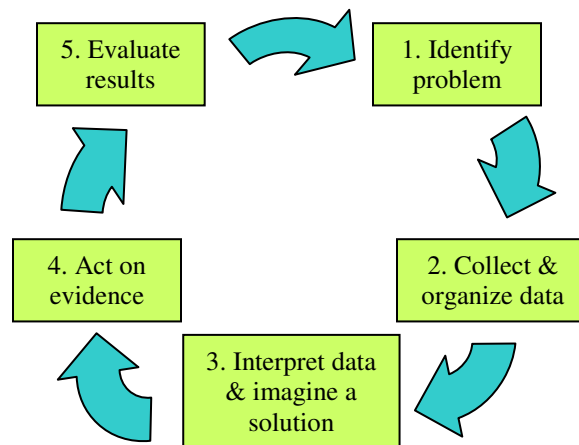 1. Identify
problem
2. Collect &
organize data
3. Interpret data
& imagine a
solution
4. Act on
evidence
5. Evaluate
results